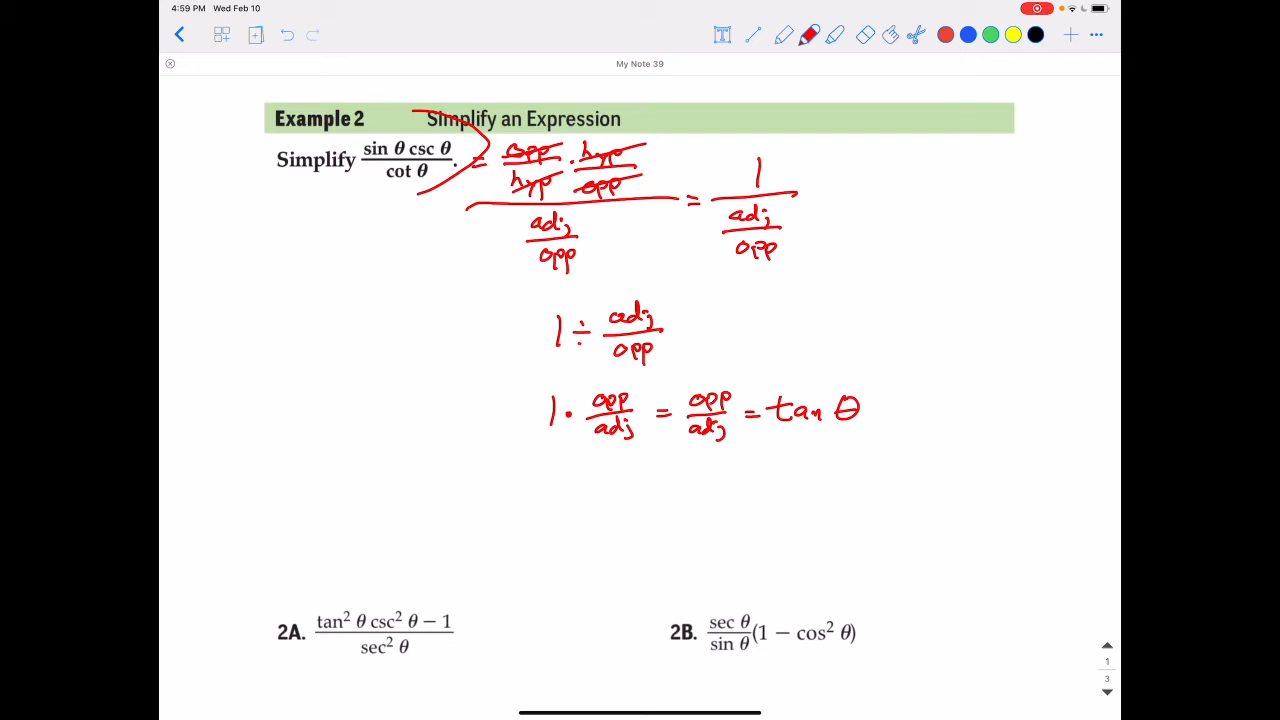 4:59 PM Wed Feb 10
My Note 39
Example 2 Simplify an Expression
Simplify sin θ csc θ / cot θ . = opp/hyp · hyp/opp / adj/opp = 1 / adj/opp
1 ÷ adj/opp
1 · opp/adj = opp/adj = tan θ
2A. tan² θ csc² θ − 1 / sec² θ
2B. sec θ / sin θ (1 − cos² θ)
1
3